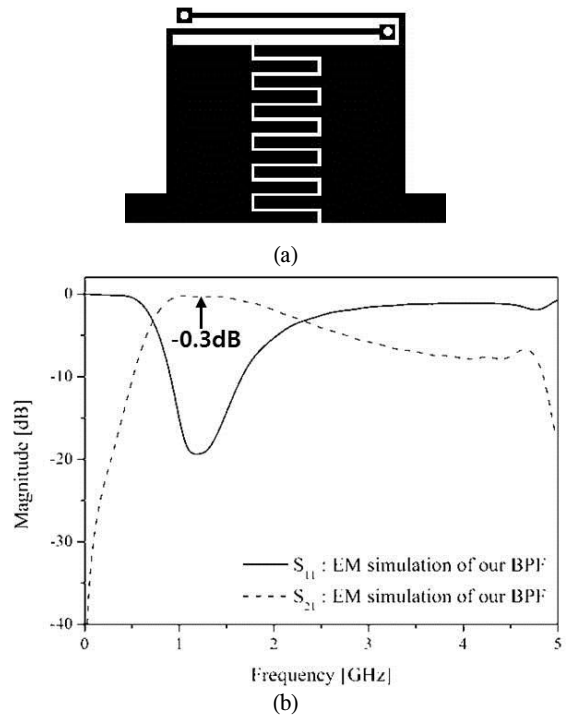 (a)
0
-10
-20
-30
-40
Magnitude [dB]
-0.3dB
S11 : EM simulation of our BPF
S21 : EM simulation of our BPF
0 1 2 3 4 5
Frequency [GHz]
(b)